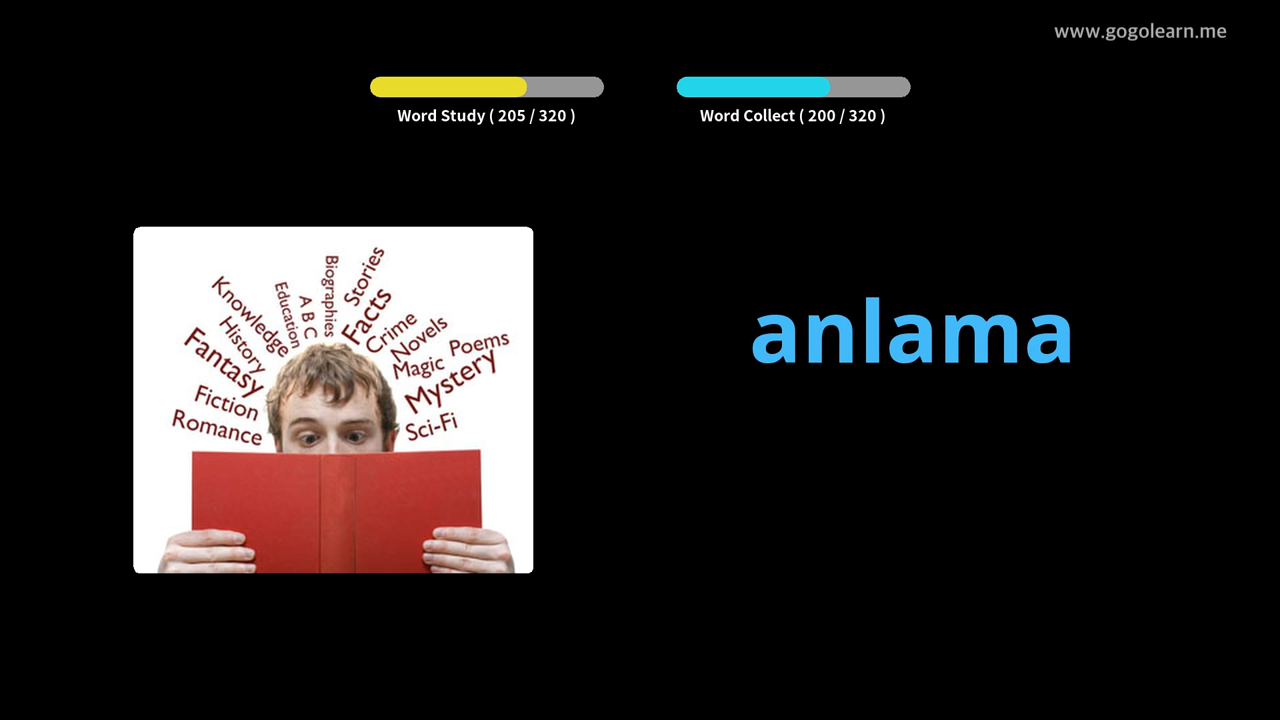 www.gogolearn.me
Word Study ( 205 / 320 )
Word Collect ( 200 / 320 )
anlama
Romance
Fiction
Fantasy
History
Knowledge
Education
A B C
Biographies
Stories
Facts
Crime
Novels
Magic
Poems
Mystery
Sci-Fi